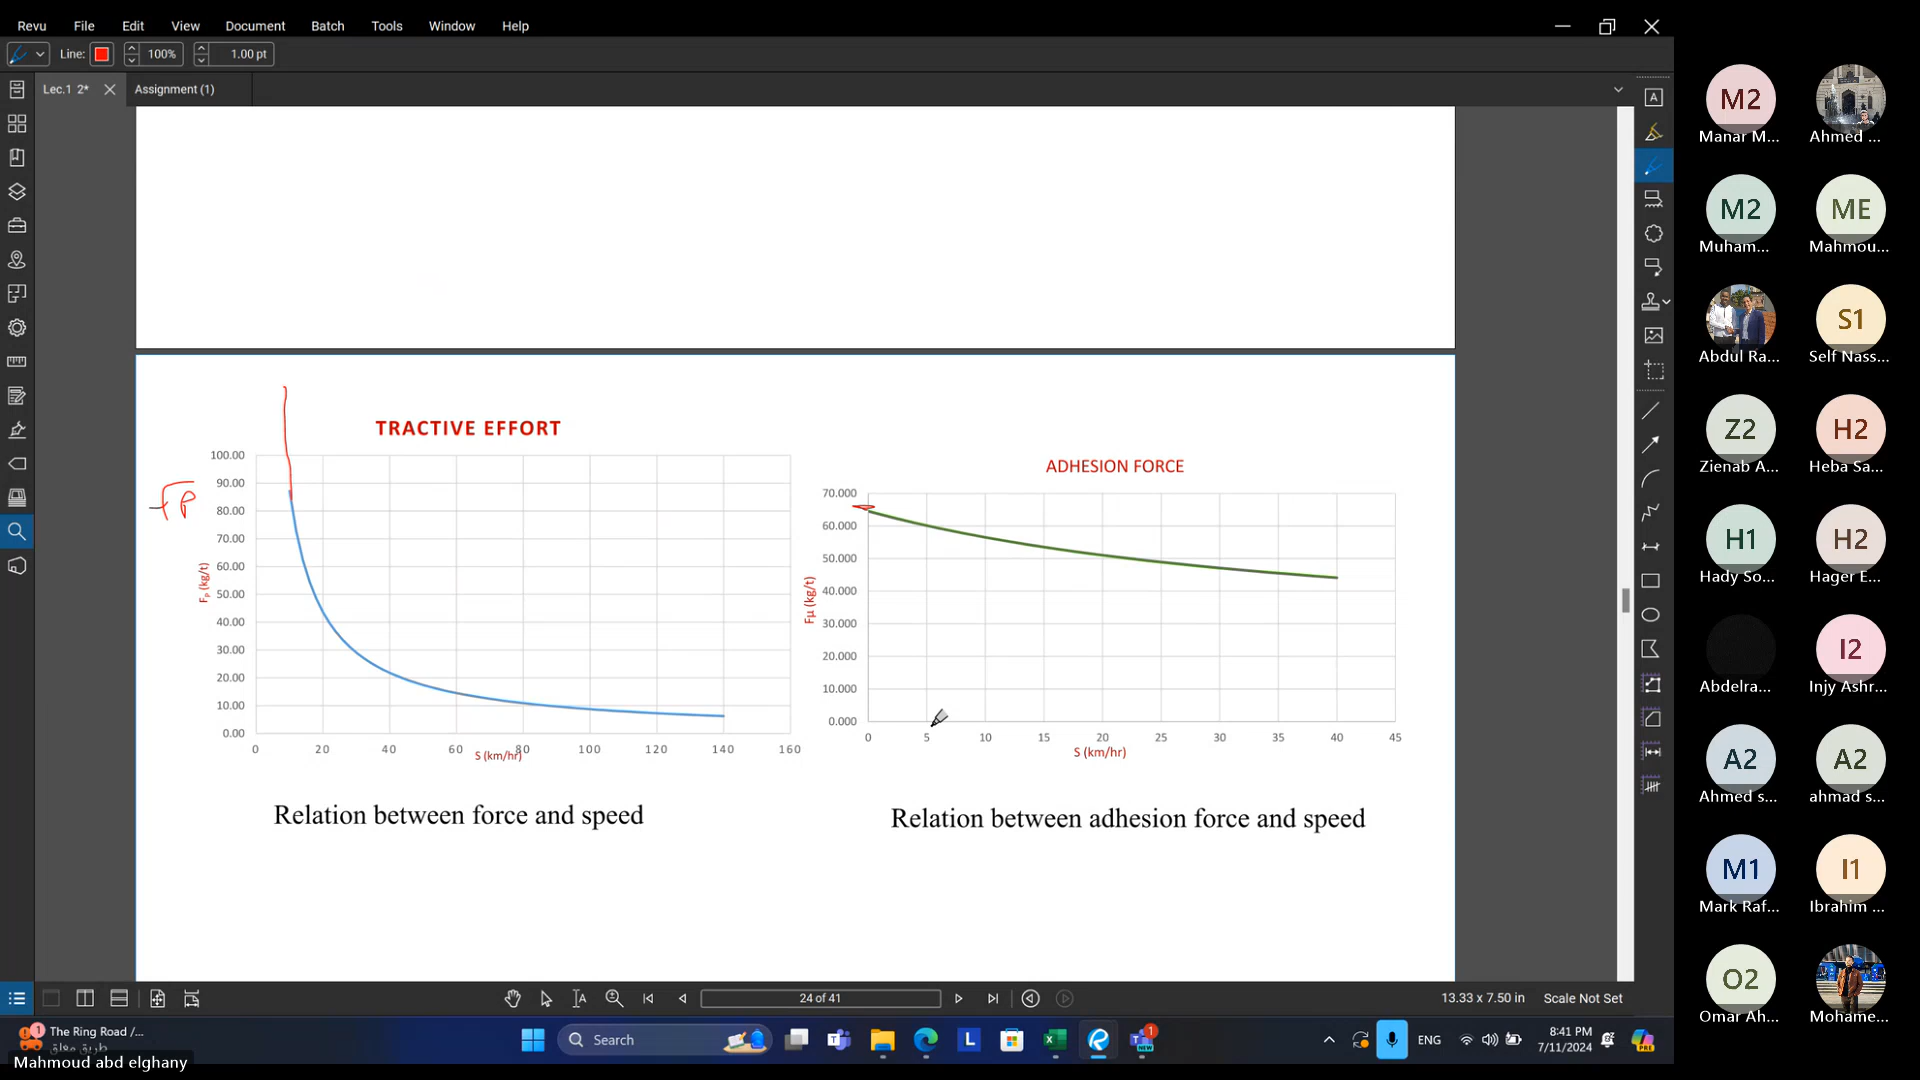 Revu File Edit View Document Batch Tools Window Help
Line: 100% 1.00 pt
Lec.1 2* Assignment (1)
TRACTIVE EFFORT
100.00
90.00
80.00
70.00
60.00
50.00
40.00
30.00
20.00
10.00
0.00
Fp (kg/t)
0 20 40 60 80 100 120 140 160
S (km/hr)
Relation between force and speed
ADHESION FORCE
70.000
60.000
50.000
40.000
30.000
20.000
10.000
0.000
Fμ (kg/t)
0 5 10 15 20 25 30 35 40 45
S (km/hr)
Relation between adhesion force and speed
24 of 41
13.33 x 7.50 in Scale Not Set
M2
Manar M...
Ahmed ...
M2
Muham...
ME
Mahmou...
Abdul Ra...
S1
Self Nass...
Z2
Zienab A...
H2
Heba Sa...
H1
Hady So...
H2
Hager E...
Abdelra...
I2
Injy Ashr...
A2
Ahmed s...
A2
ahmad s...
M1
Mark Raf...
I1
Ibrahim ...
O2
Omar Ah...
Mohame...
1
The Ring Road /...
Search
L
1
NEW
ENG
8:41 PM
7/11/2024
PRE
Mahmoud abd elghany